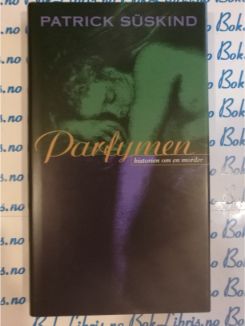 PATRICK SÜSKIND
Parfymen
historien om en morder